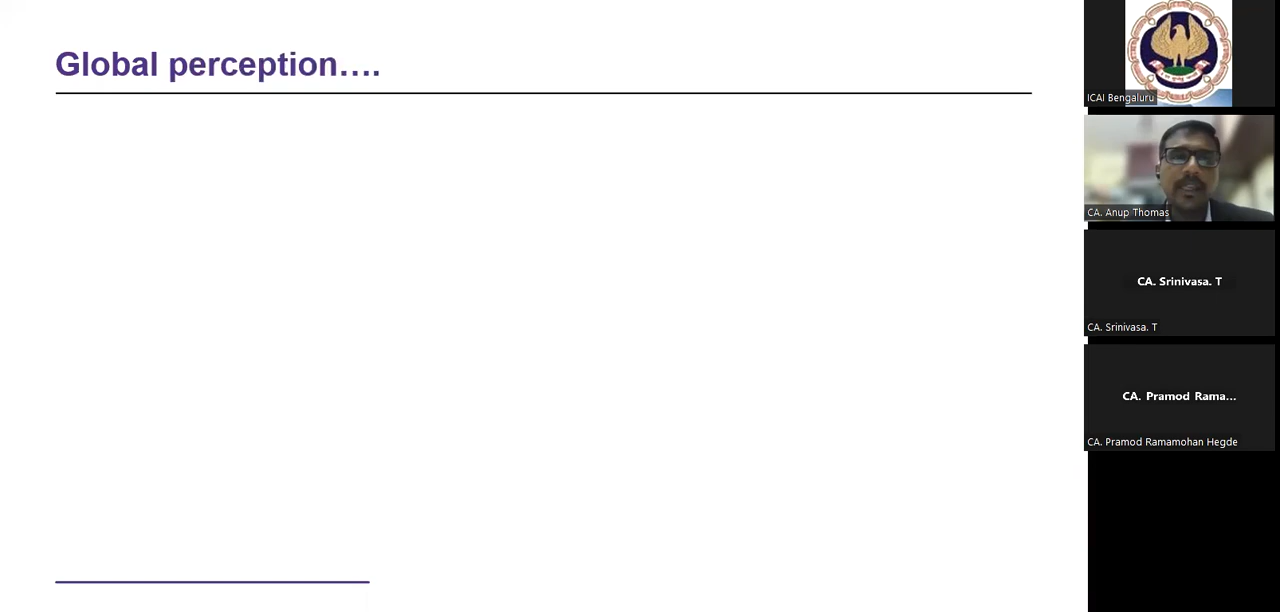 Global perception….
ICAI Bengaluru
CA. Anup Thomas
CA. Srinivasa. T
CA. Srinivasa. T
CA. Pramod Rama...
CA. Pramod Ramamohan Hegde